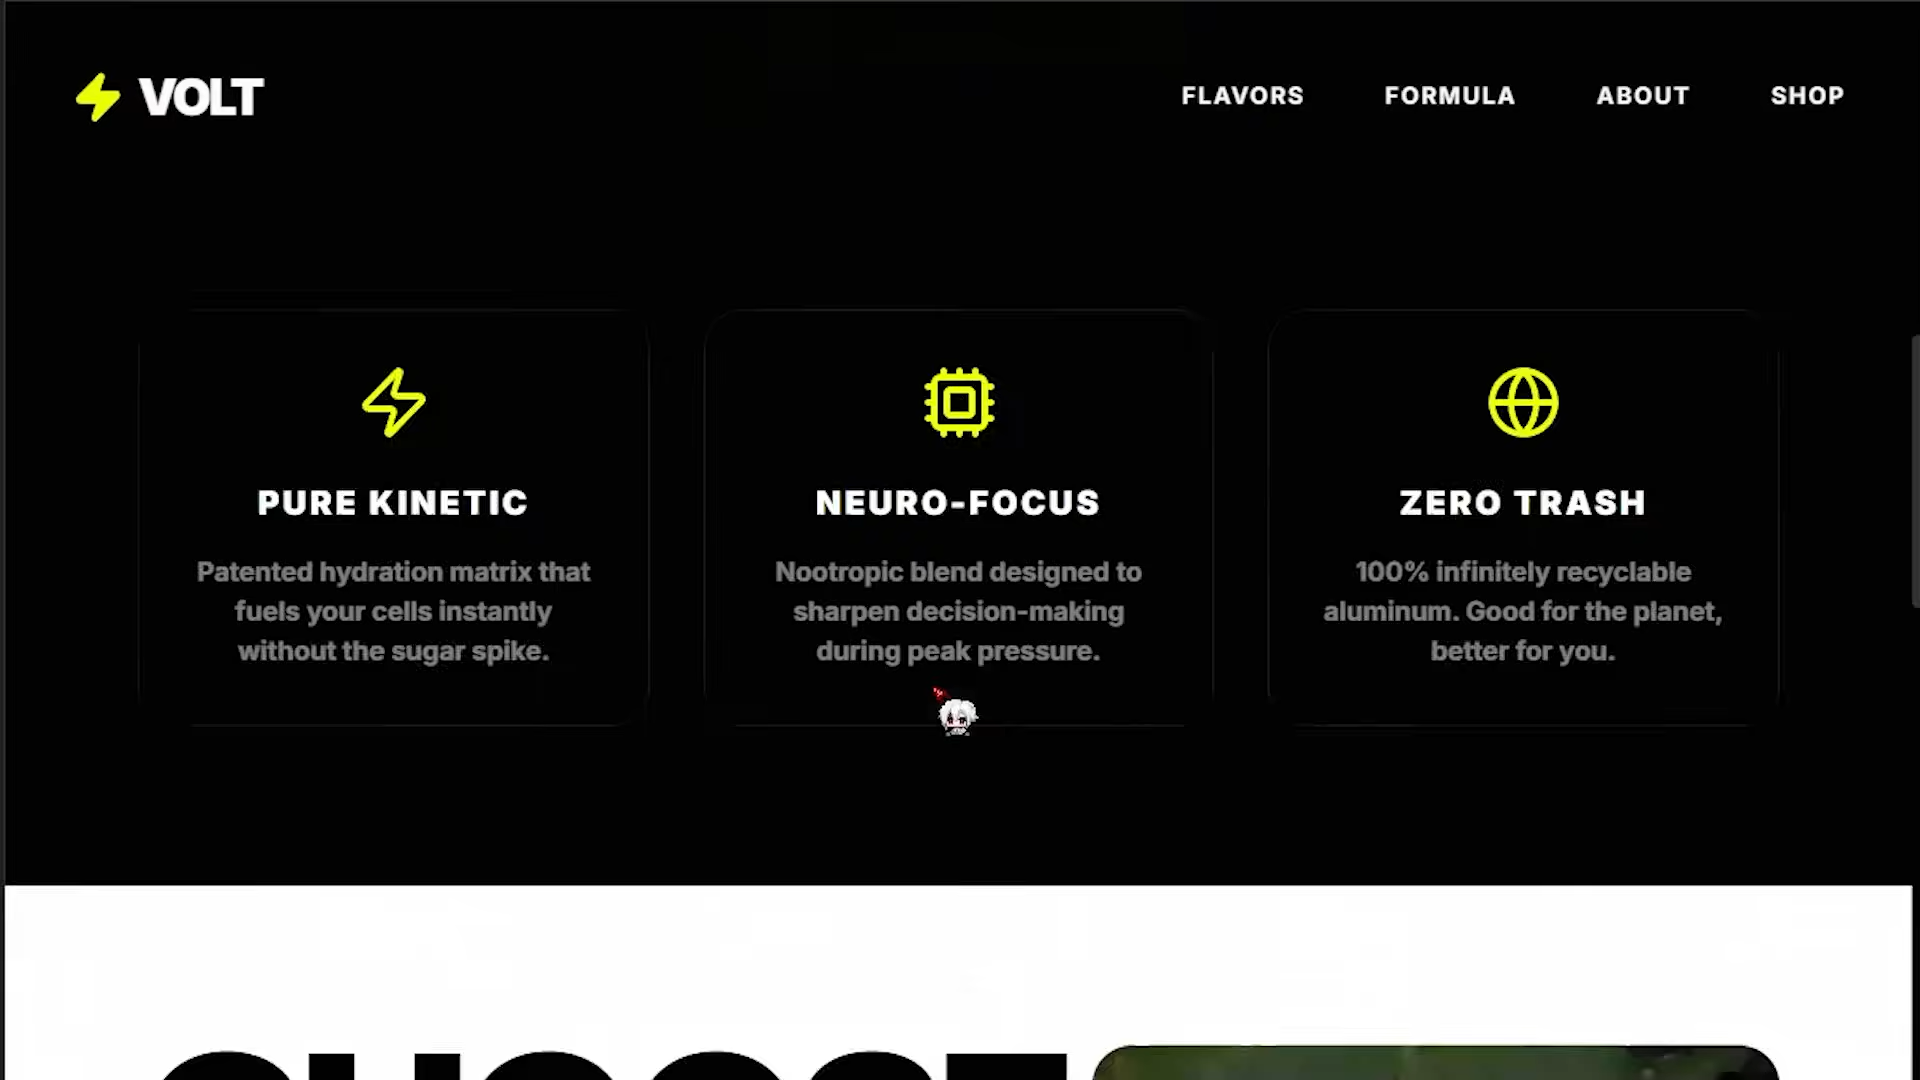 VOLT
FLAVORS
FORMULA
ABOUT
SHOP
PURE KINETIC
Patented hydration matrix that
fuels your cells instantly
without the sugar spike.
NEURO-FOCUS
Nootropic blend designed to
sharpen decision-making
during peak pressure.
ZERO TRASH
100% infinitely recyclable
aluminum. Good for the planet,
better for you.